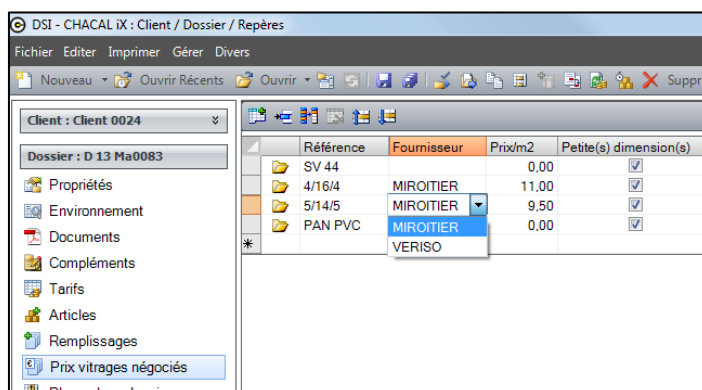 DSI - CHACAL iX : Client / Dossier / Repères
Fichier Editer Imprimer Gérer Divers
Nouveau Ouvrir Récents Ouvrir Suppr
Client : Client 0024
Dossier : D 13 Ma0083
Propriétés
Environnement
Documents
Compléments
Tarifs
Articles
Remplissages
Prix vitrages négociés
Référence Fournisseur Prix/m2 Petite(s) dimension(s)
SV 44 0,00
4/16/4 MIROITIER 11,00
5/14/5 MIROITIER 9,50
PAN PVC 0,00
MIROITIER
VERISO